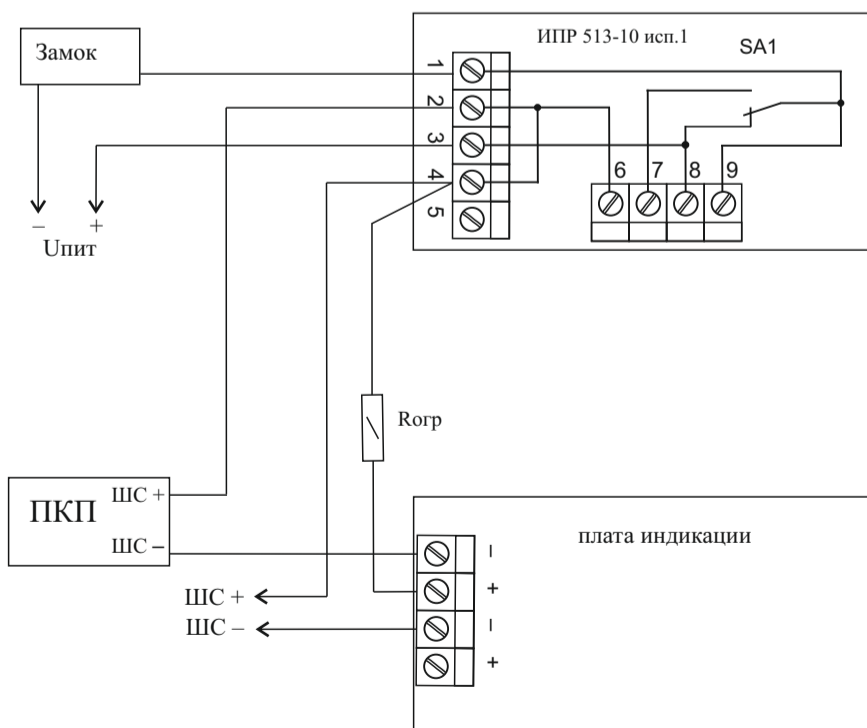 Замок
ИПР 513-10 исп.1
SA1
1
2
3
4
5
6 7 8 9
– +
Uпит
Rогр
ПКП
ШС +
ШС –
плата индикации
–
+
–
+
ШС +
ШС –